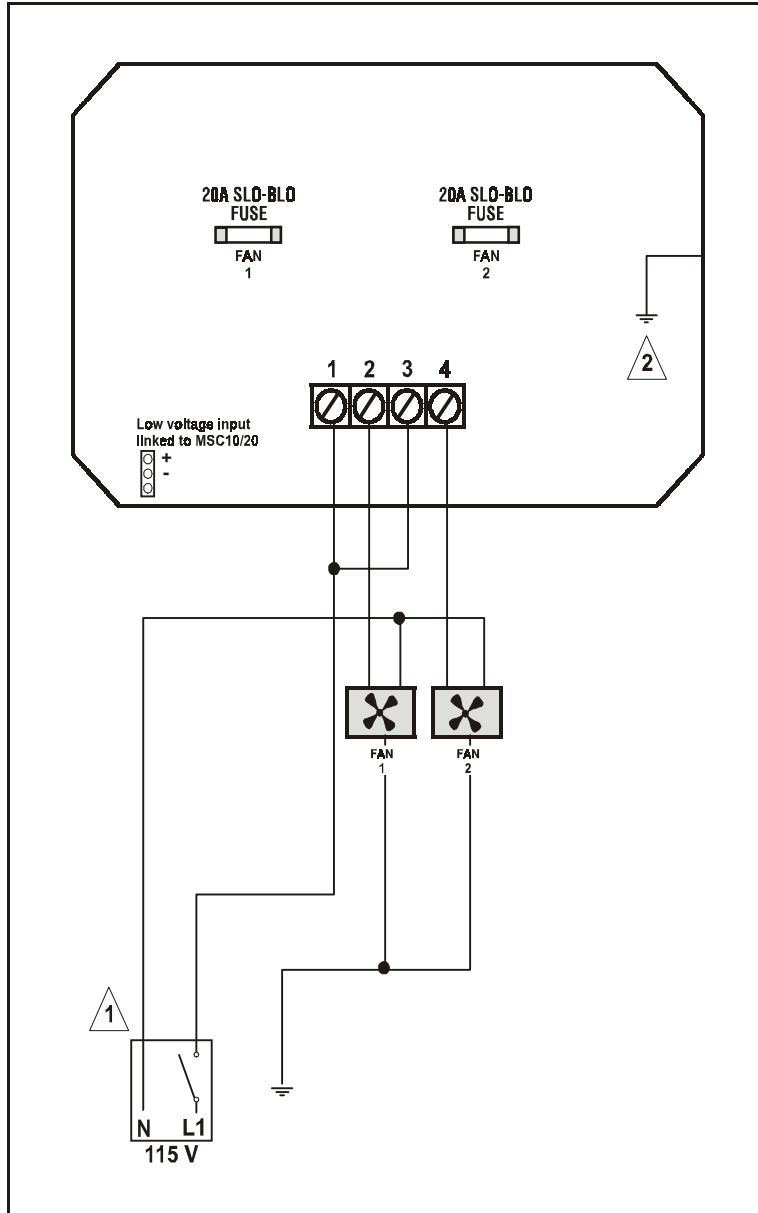 20A SLO-BLO
FUSE
FAN
1
20A SLO-BLO
FUSE
FAN
2
2
1 2 3 4
Low voltage input
linked to MSC10/20
+
-
FAN
1
FAN
2
1
N L1
115 V